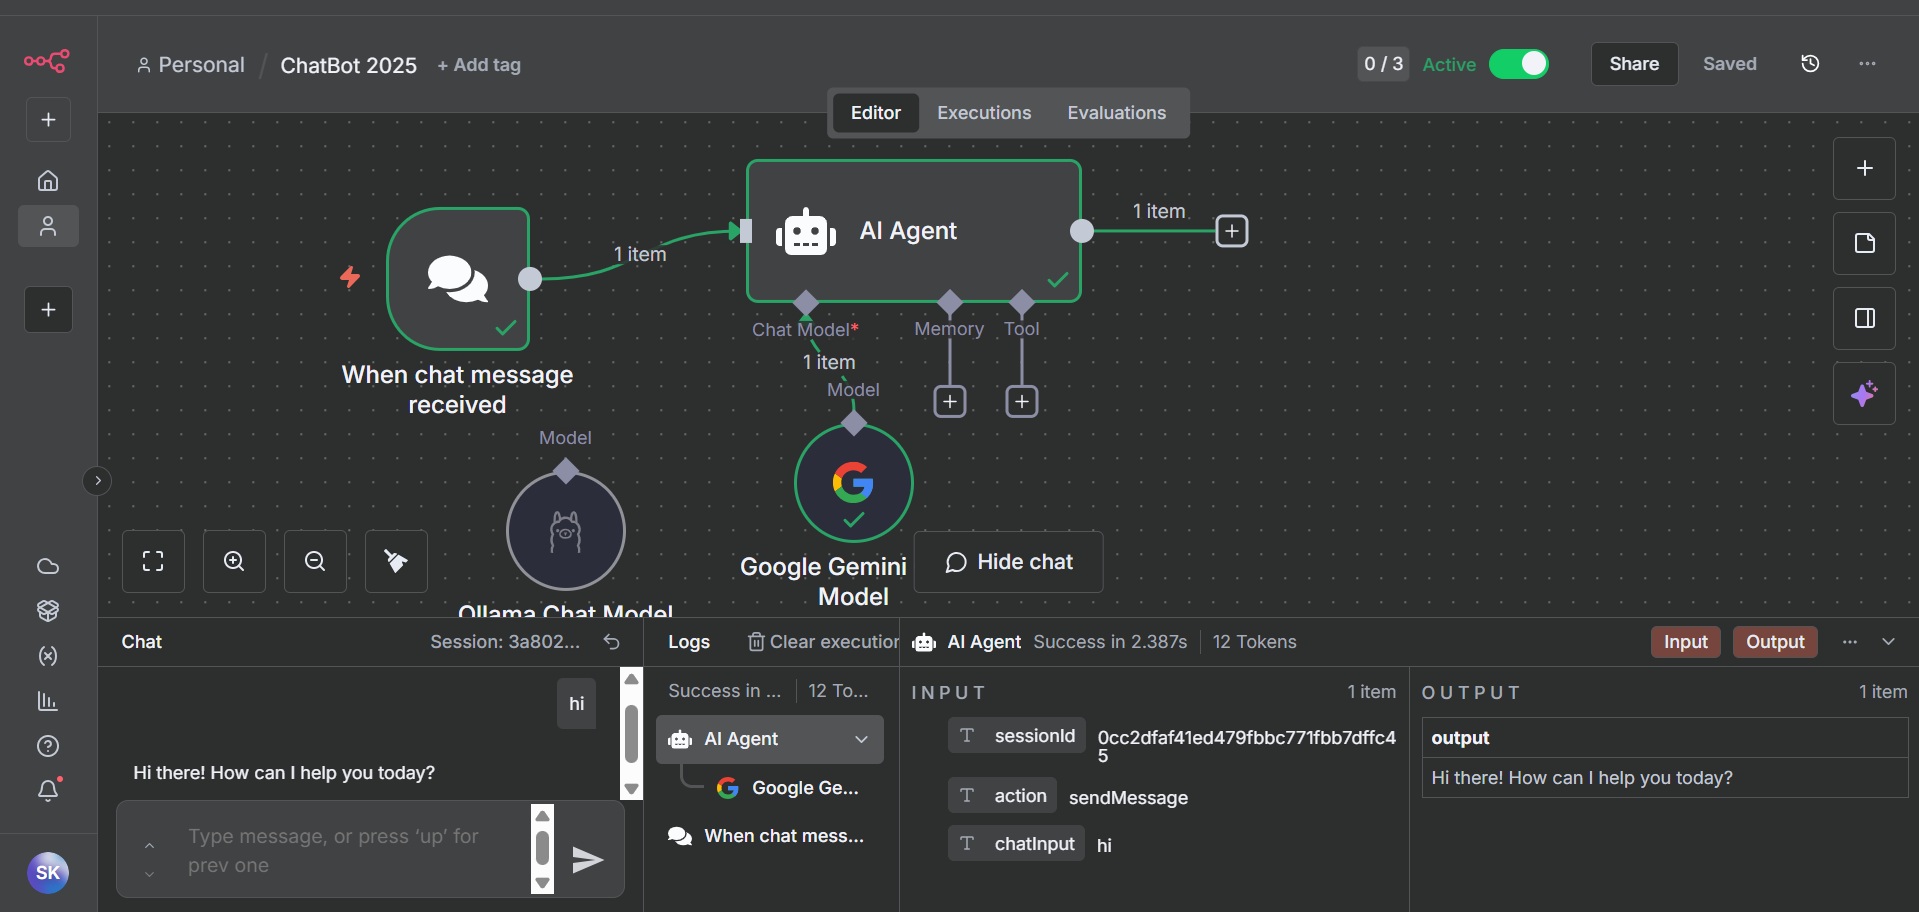 Personal / ChatBot 2025 + Add tag
0 / 3 Active Share Saved
Editor Executions Evaluations
1 item
AI Agent
1 item
Chat Model*
Memory
Tool
1 item
Model
When chat message
received
Model
Google Gemini
Model
Hide chat
Ollama Chat Model
Chat Session: 3a802...
hi
Hi there! How can I help you today?
Type message, or press ‘up’ for
prev one
SK
Logs Clear execution
Success in ... 12 To...
AI Agent
Google Ge...
When chat mess...
AI Agent Success in 2.387s 12 Tokens
Input Output
INPUT 1 item
T sessionId 0cc2dfaf41ed479fbbc771fbb7dffc4
5
T action sendMessage
T chatInput hi
OUTPUT 1 item
output
Hi there! How can I help you today?